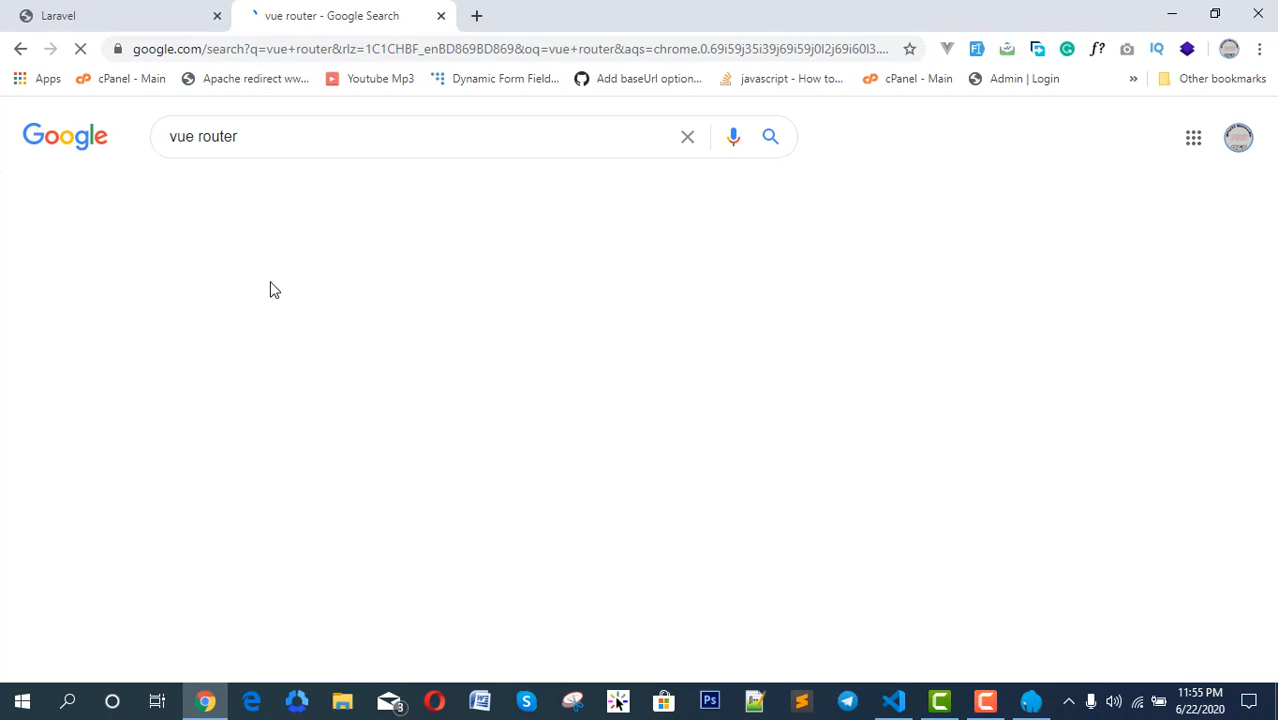 Laravel
vue router - Google Search
google.com/search?q=vue+router&rlz=1C1CHBF_enBD869BD869&oq=vue+router&aqs=chrome.0.69i59j35i39j69i59j0l2j69i60l3....
Apps
cP cPanel - Main
Apache redirect ww...
Youtube Mp3
Dynamic Form Field...
Add baseUrl option...
javascript - How to...
cP cPanel - Main
Admin | Login
»
Other bookmarks
Google
vue router
11:55 PM
6/22/2020